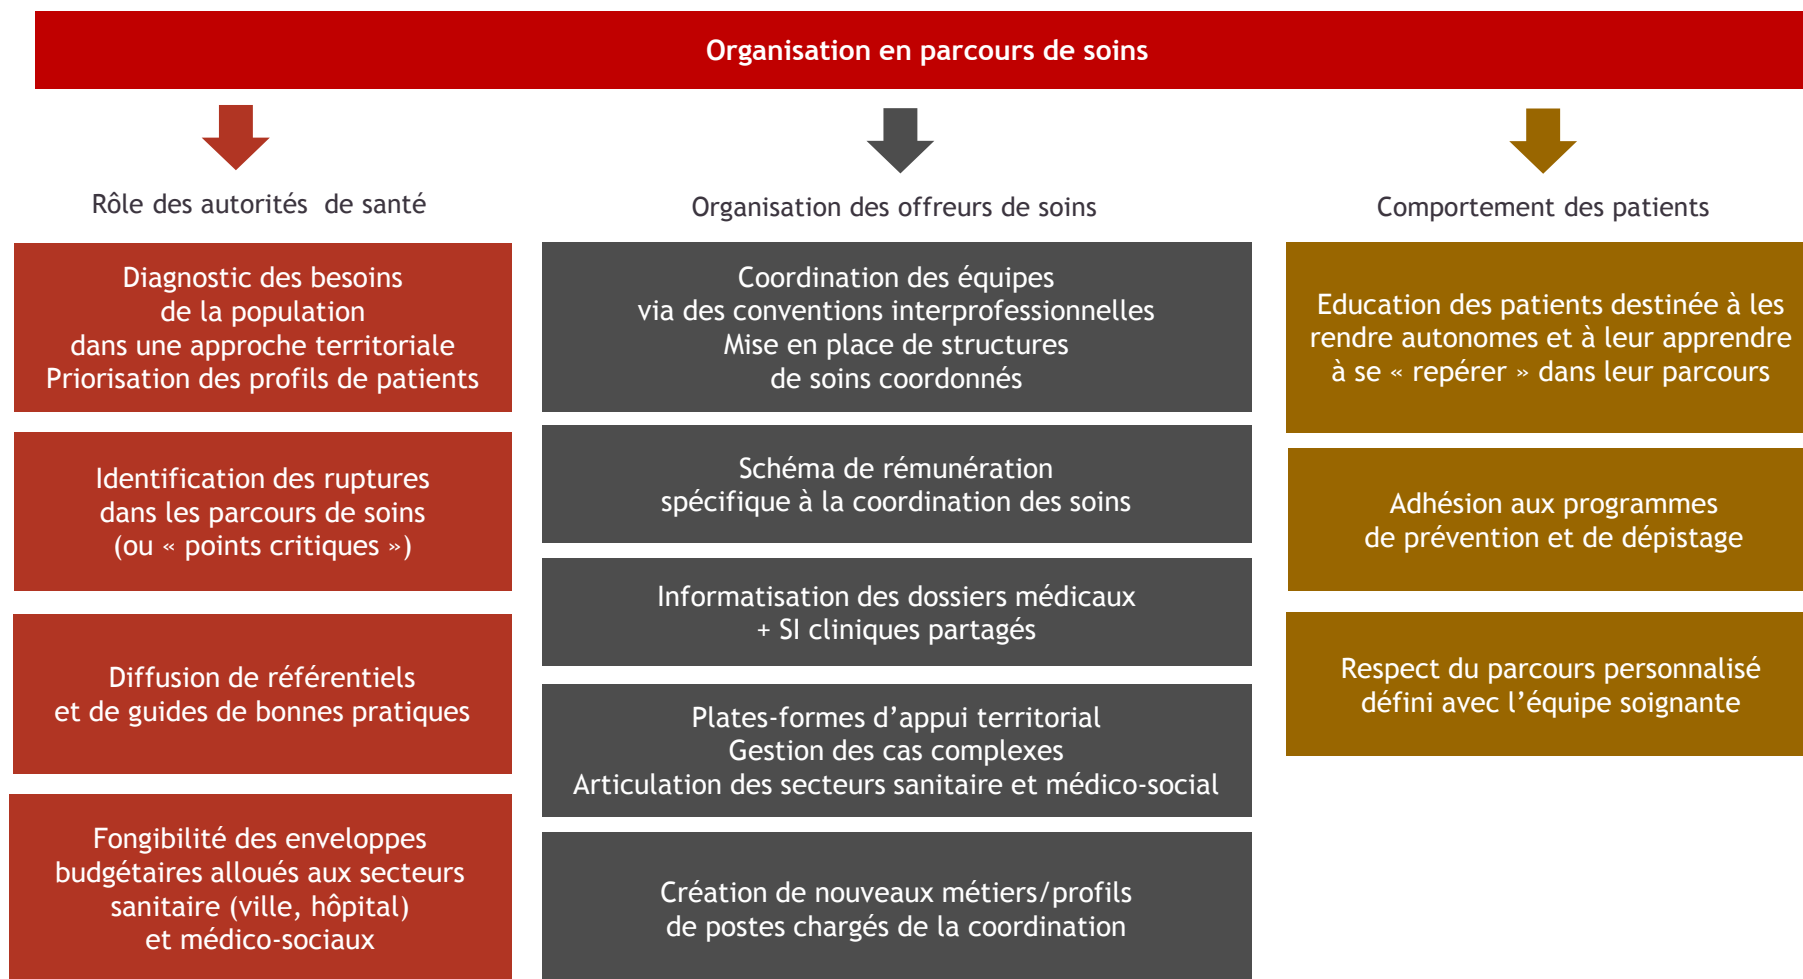 Organisation en parcours de soins
Rôle des autorités de santé
Diagnostic des besoins
de la population
dans une approche territoriale
Priorisation des profils de patients
Identification des ruptures
dans les parcours de soins
(ou « points critiques »)
Diffusion de référentiels
et de guides de bonnes pratiques
Fongibilité des enveloppes
budgétaires alloués aux secteurs
sanitaire (ville, hôpital)
et médico-sociaux
Organisation des offreurs de soins
Coordination des équipes
via des conventions interprofessionnelles
Mise en place de structures
de soins coordonnés
Schéma de rémunération
spécifique à la coordination des soins
Informatisation des dossiers médicaux
+ SI cliniques partagés
Plates-formes d’appui territorial
Gestion des cas complexes
Articulation des secteurs sanitaire et médico-social
Création de nouveaux métiers/profils
de postes chargés de la coordination
Comportement des patients
Education des patients destinée à les
rendre autonomes et à leur apprendre
à se « repérer » dans leur parcours
Adhésion aux programmes
de prévention et de dépistage
Respect du parcours personnalisé
défini avec l’équipe soignante